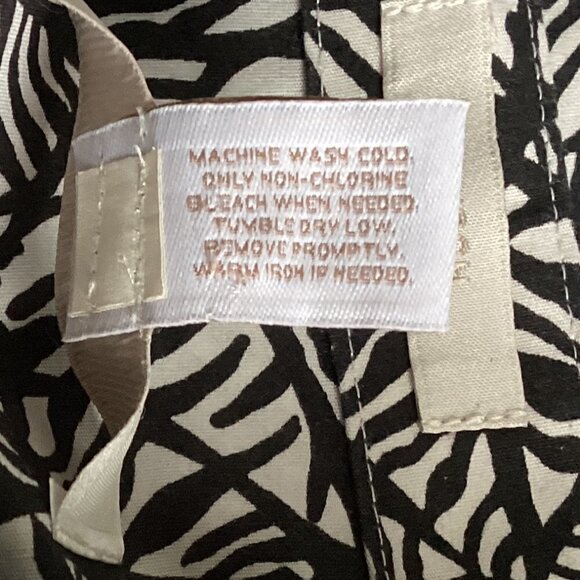 MACHINE WASH COLD.
ONLY NON-CHLORINE
BLEACH WHEN NEEDED.
TUMBLE DRY LOW.
REMOVE PROMPTLY.
WARM IRON IF NEEDED.